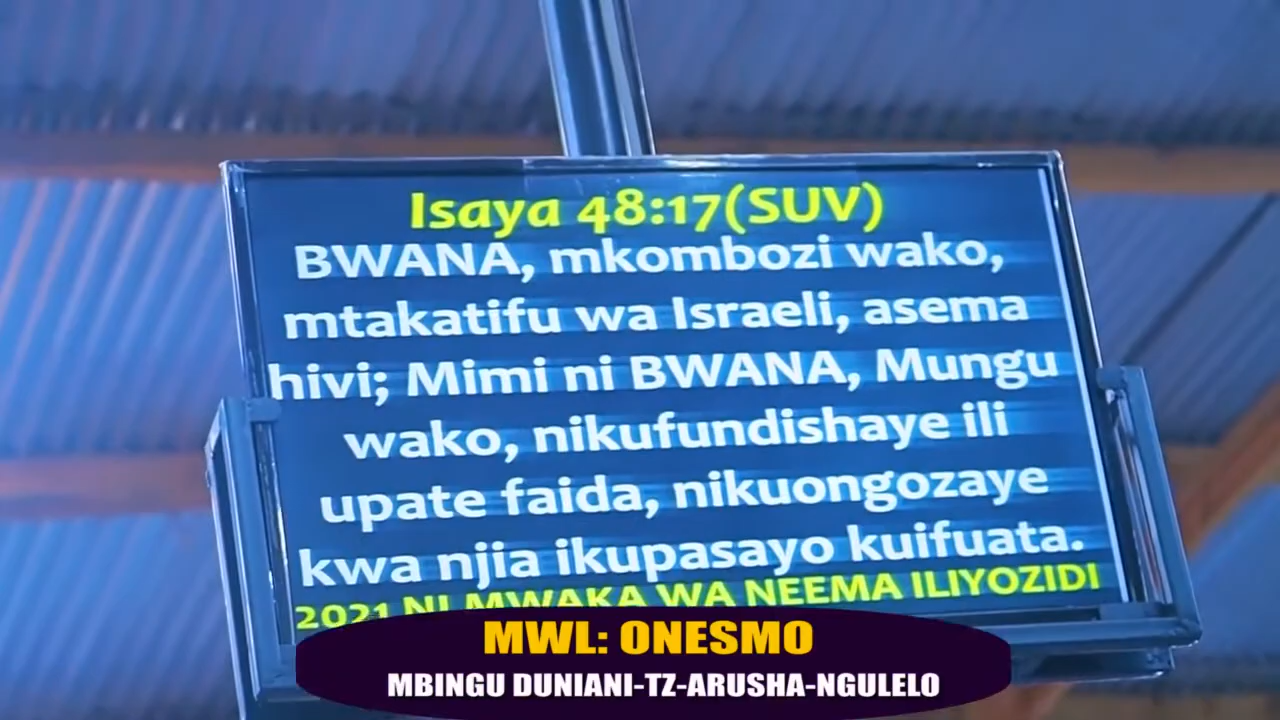 Isaya 48:17(SUV)
BWANA, mkombozi wako,
mtakatifu wa Israeli, asema
hivi; Mimi ni BWANA, Mungu
wako, nikufundishaye ili
upate faida, nikuongozaye
kwa njia ikupasayo kuifuata.
2021 NI MWAKA WA NEEMA ILIYOZIDI
MWL: ONESMO
MBINGU DUNIANI-TZ-ARUSHA-NGULELO